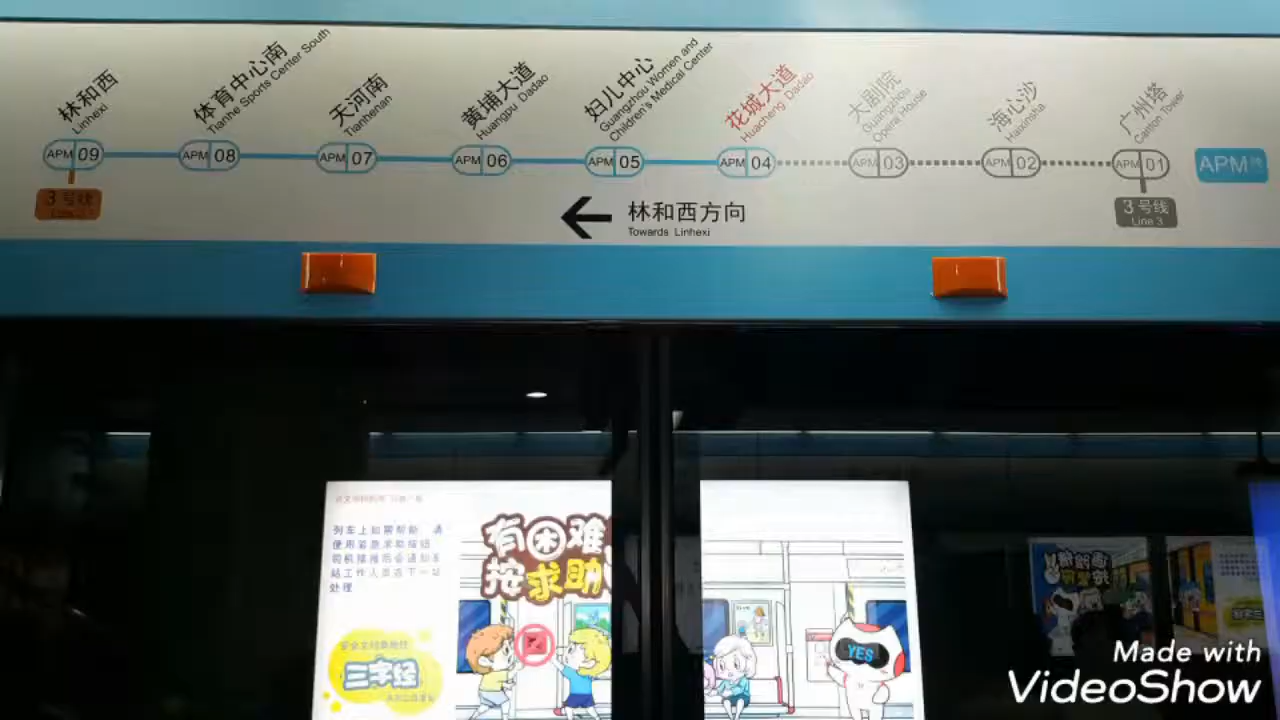 林和西
Linhexi
APM 09
3号线
体育中心南
Tianhe Sports Center South
APM 08
天河南
Tianhenan
APM 07
黄埔大道
Huangpu Dadao
APM 06
妇儿中心
Guangzhou Women and
Children's Medical Center
APM 05
花城大道
Huacheng Dadao
APM 04
大剧院
Guangzhou
Opera House
APM 03
海心沙
Haixinsha
APM 02
广州塔
Canton Tower
APM 01
3号线
Line 3
APM
林和西方向
Towards Linhexi
列车上如需帮助 请
使用紧急求助按钮
处理
有困难
按求助
三字经
YES
Made with
VideoShow